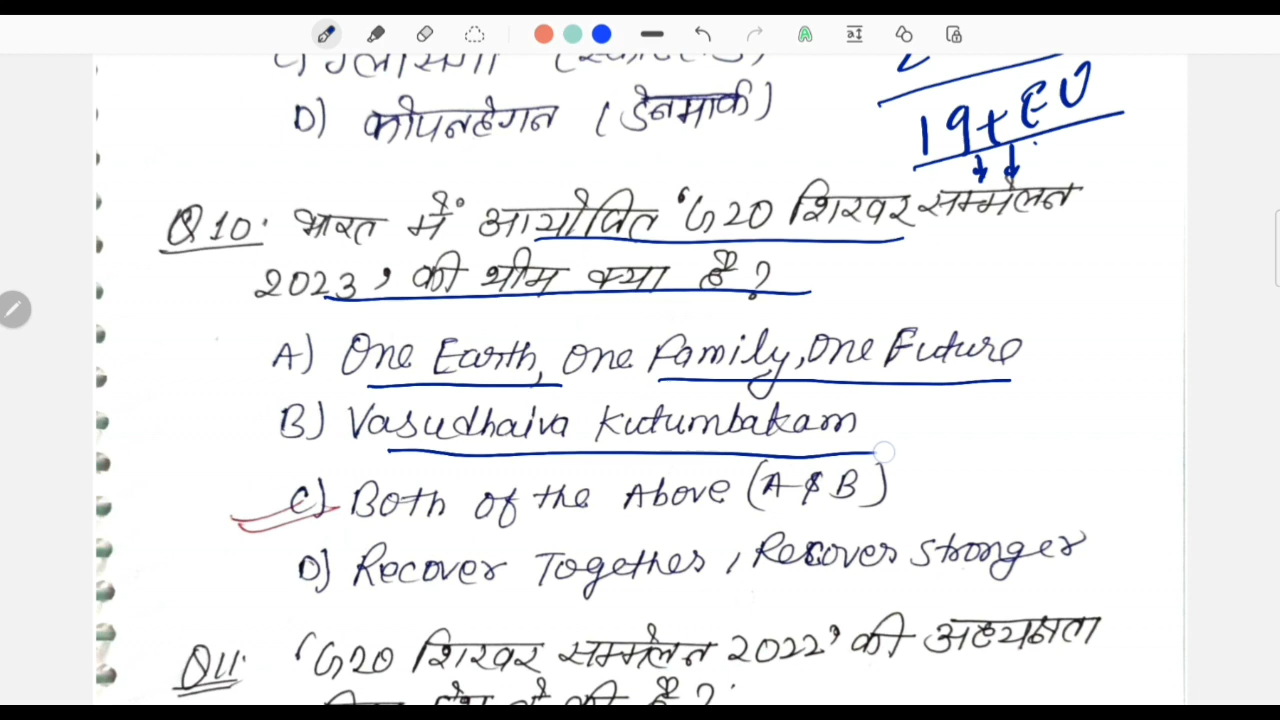 D) कोपनहेगन (डेनमार्क)
19+EU
Q10. भारत में आयोजित 'G20 शिखर सम्मेलन
2023' की थीम क्या है?
A) One Earth, One Family, One Future
B) Vasudhaiva Kutumbakam
C) Both of the Above (A & B)
D) Recover Together, Recover Stronger
Q11. 'G20 शिखर सम्मेलन 2022' की अध्यक्षता